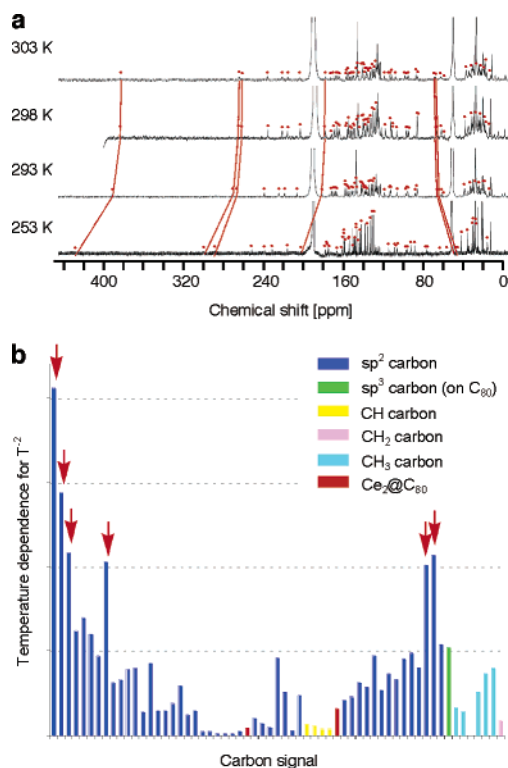 a
303 K
298 K
293 K
253 K
400
320
240
160
80
0
Chemical shift [ppm]
b
sp² carbon
sp³ carbon (on C₈₀)
CH carbon
CH₂ carbon
CH₃ carbon
Ce₂@C₈₀
Temperature dependence for T⁻²
Carbon signal